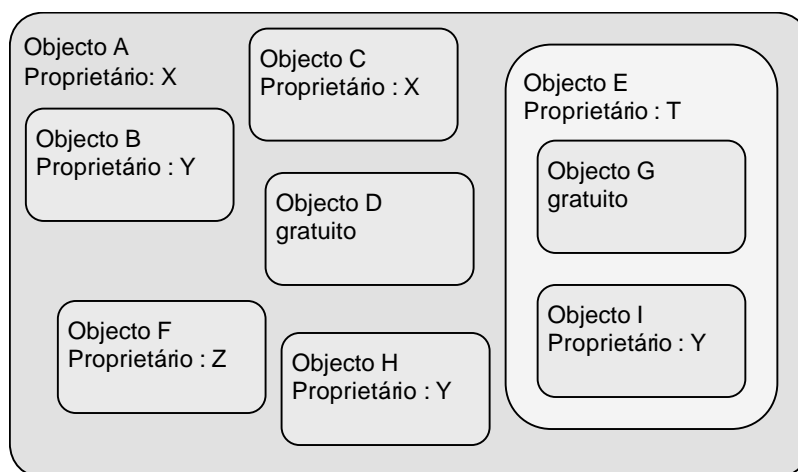 Objecto A
Proprietário: X
Objecto C
Proprietário : X
Objecto E
Proprietário : T
Objecto B
Proprietário : Y
Objecto G
gratuito
Objecto D
gratuito
Objecto I
Proprietário : Y
Objecto F
Proprietário : Z
Objecto H
Proprietário : Y